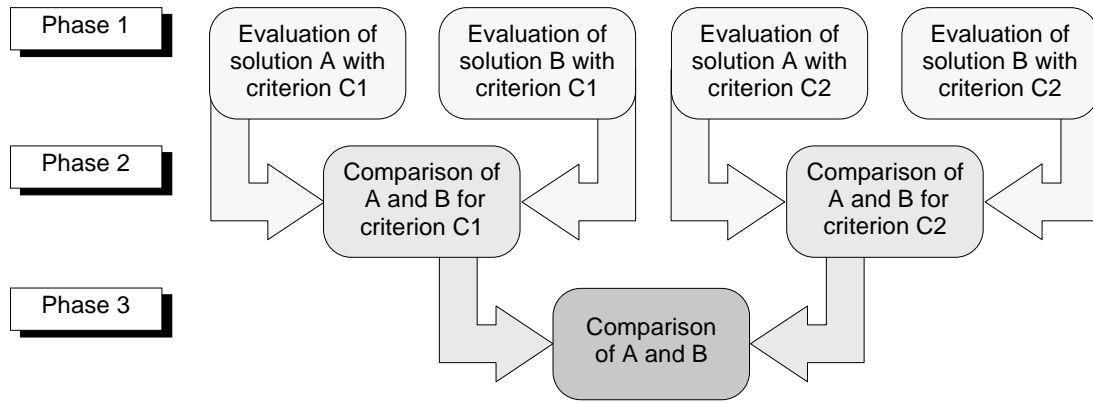 Phase 1
Evaluation of
solution A with
criterion C1
Evaluation of
solution B with
criterion C1
Evaluation of
solution A with
criterion C2
Evaluation of
solution B with
criterion C2
Phase 2
Comparison of
A and B for
criterion C1
Comparison of
A and B for
criterion C2
Phase 3
Comparison
of A and B